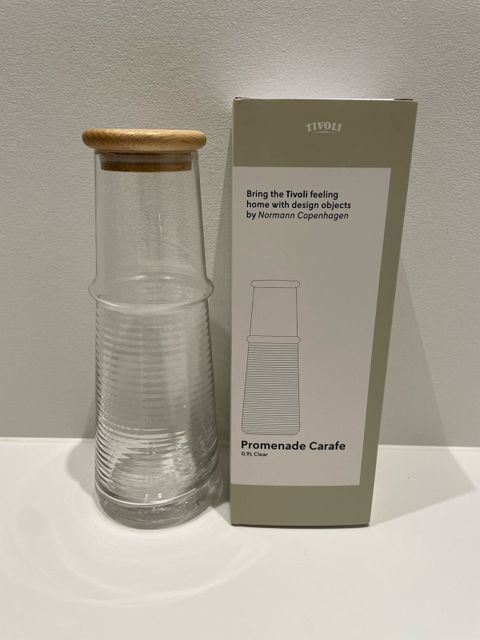 TIVOLI
Bring the Tivoli feeling
home with design objects
by Normann Copenhagen
Promenade Carafe
0,9L Clear